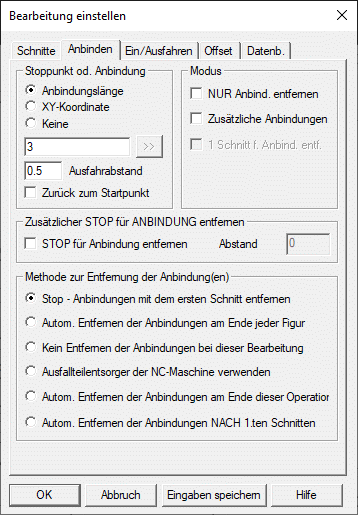 Bearbeitung einstellen
Schnitte Anbinden Ein/Ausfahren Offset Datenb.
Stoppunkt od. Anbindung
Anbindungslänge
XY-Koordinate
Keine
3 >>
0.5 Ausfahrabstand
Zurück zum Startpunkt
Modus
NUR Anbind. entfernen
Zusätzliche Anbindungen
1 Schnitt f. Anbind. entf.
Zusätzlicher STOP für ANBINDUNG entfernen
STOP für Anbindung entfernen Abstand 0
Methode zur Entfernung der Anbindung(en)
Stop - Anbindungen mit dem ersten Schnitt entfernen
Autom. Entfernen der Anbindungen am Ende jeder Figur
Kein Entfernen der Anbindungen bei dieser Bearbeitung
Ausfallteilentsorger der NC-Maschine verwenden
Autom. Entfernen der Anbindungen am Ende dieser Operation
Autom. Entfernen der Anbindungen NACH 1.ten Schnitten
OK Abbruch Eingaben speichern Hilfe